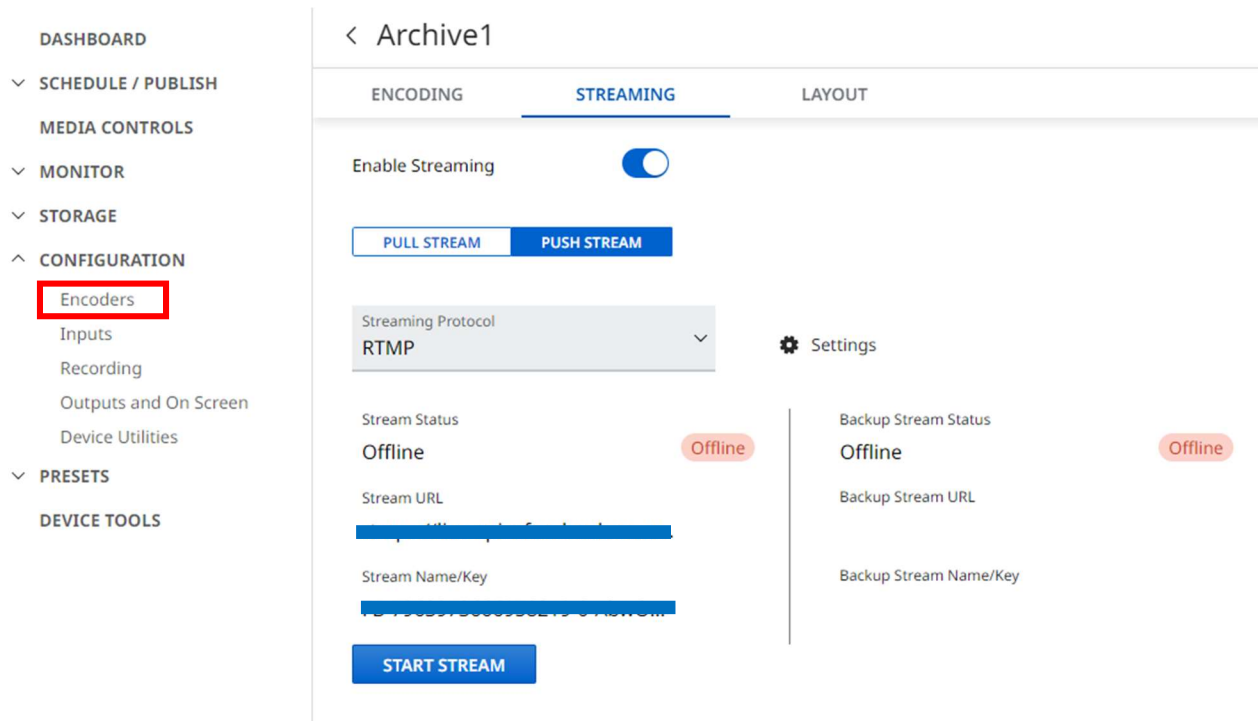 DASHBOARD
SCHEDULE / PUBLISH
MEDIA CONTROLS
MONITOR
STORAGE
CONFIGURATION
Encoders
Inputs
Recording
Outputs and On Screen
Device Utilities
PRESETS
DEVICE TOOLS
Archive1
ENCODING STREAMING LAYOUT
Enable Streaming
PULL STREAM PUSH STREAM
Streaming Protocol
RTMP
Settings
Stream Status
Offline Offline
Stream URL
Stream Name/Key
START STREAM
Backup Stream Status
Offline Offline
Backup Stream URL
Backup Stream Name/Key